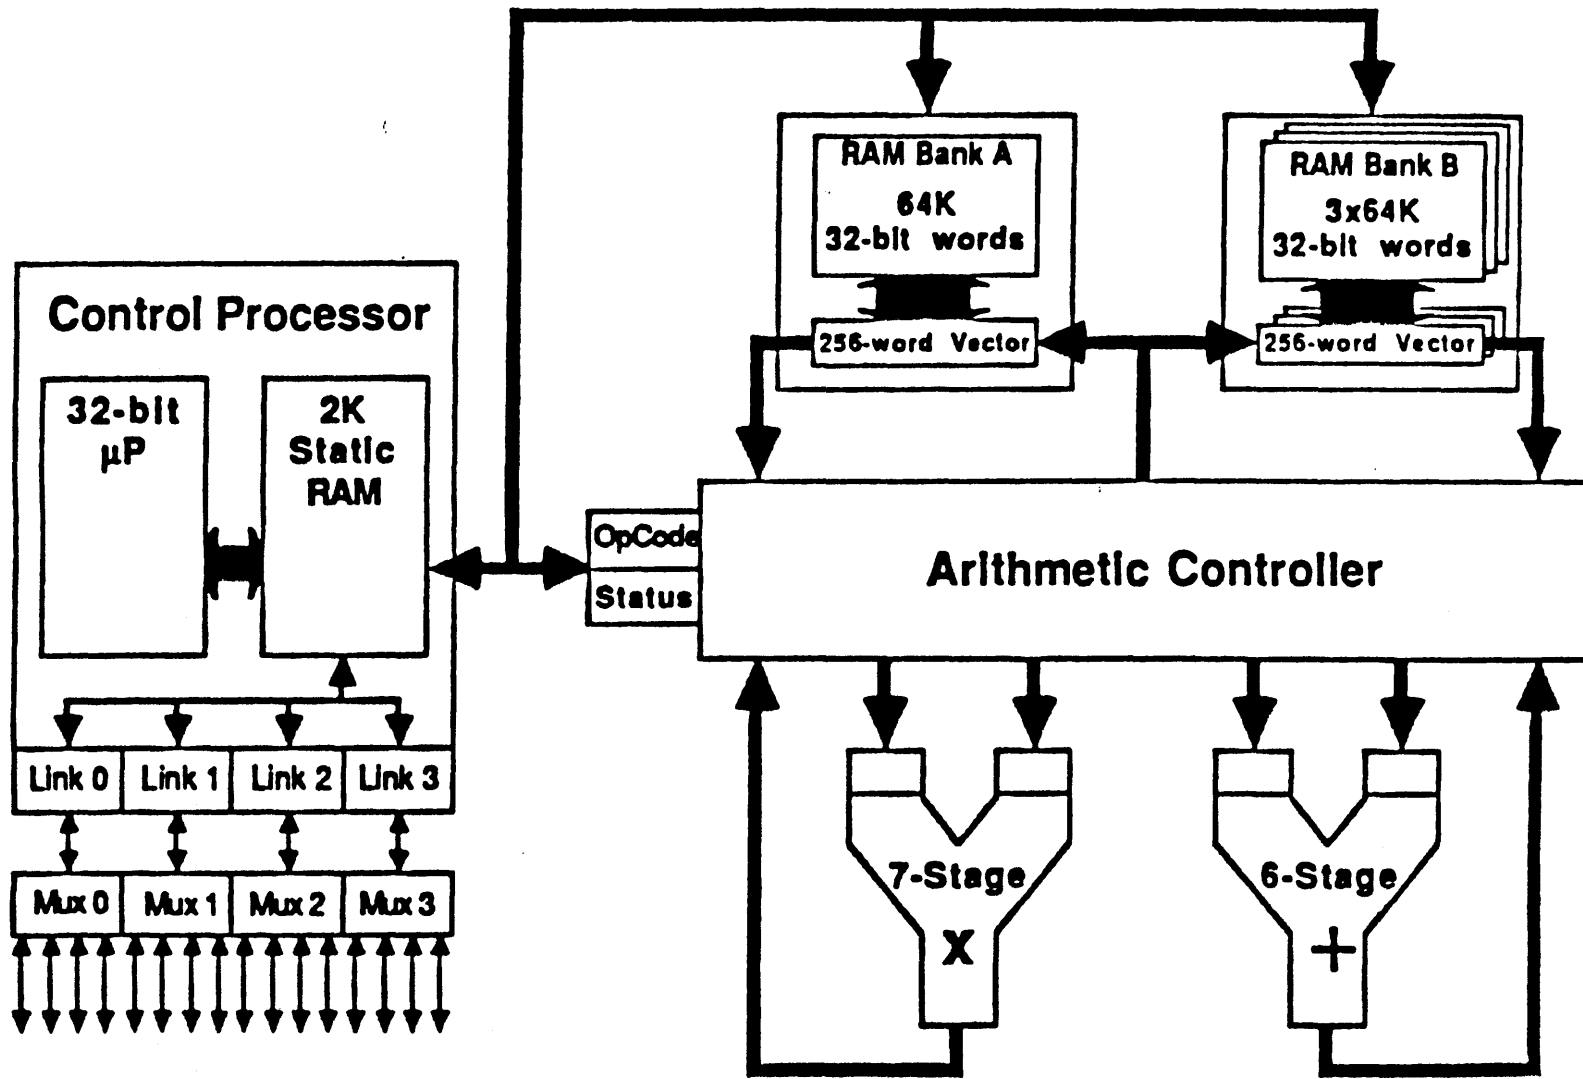 RAM Bank A
64K
32-bit words
256-word Vector
RAM Bank B
3x64K
32-bit words
256-word Vector
Control Processor
32-bit
µP
2K
Static
RAM
OpCode
Status
Arithmetic Controller
Link 0
Link 1
Link 2
Link 3
Mux 0
Mux 1
Mux 2
Mux 3
7-Stage
X
6-Stage
+